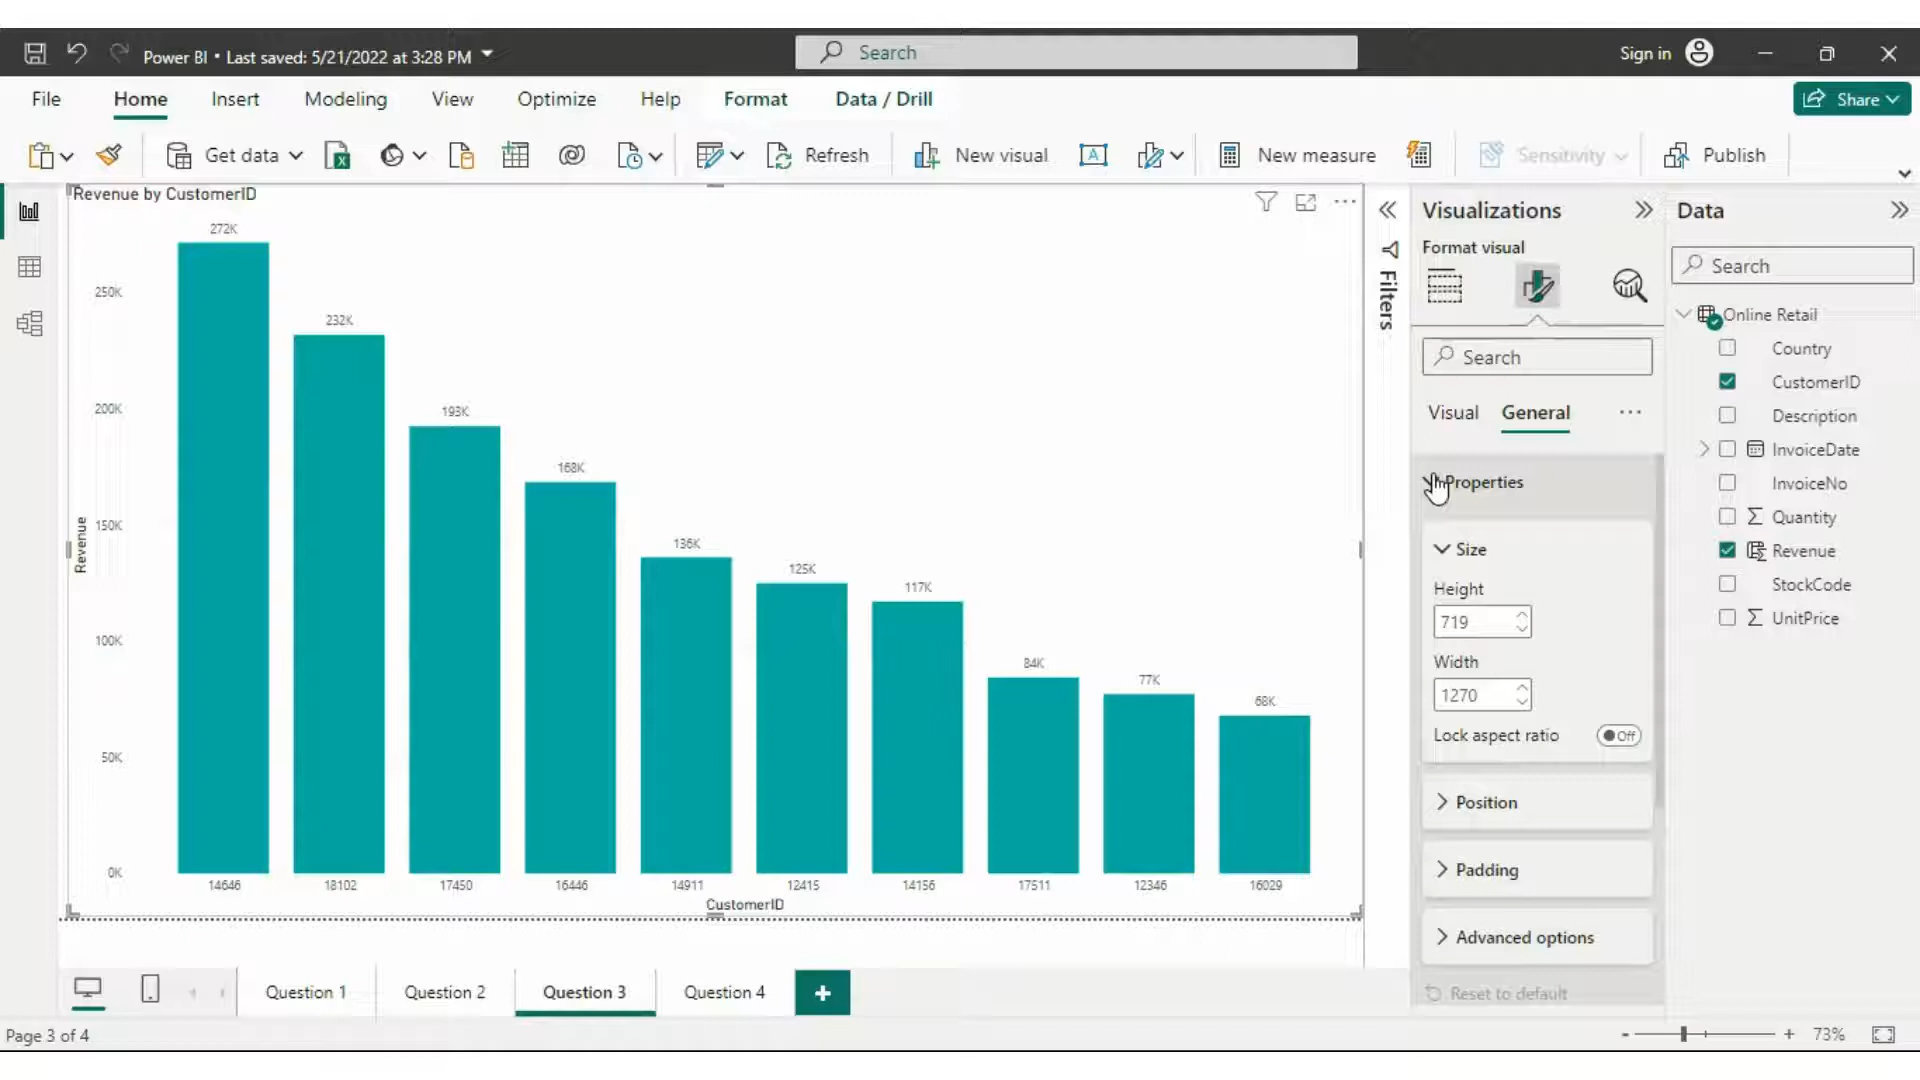 Power BI • Last saved: 5/21/2022 at 3:28 PM
Search
Sign in
File
Home
Insert
Modeling
View
Optimize
Help
Format
Data / Drill
Share
Get data
Refresh
New visual
New measure
Sensitivity
Publish
Revenue by CustomerID
272K
232K
193K
168K
136K
125K
117K
84K
77K
68K
250K
200K
150K
100K
50K
0K
Revenue
14646
18102
17450
16446
14911
12415
14156
17511
12346
16029
CustomerID
Filters
Visualizations
Format visual
Search
Visual
General
Properties
Size
Height
719
Width
1270
Lock aspect ratio
Off
Position
Padding
Advanced options
Reset to default
Data
Search
Online Retail
Country
CustomerID
Description
InvoiceDate
InvoiceNo
Quantity
Revenue
StockCode
UnitPrice
Question 1
Question 2
Question 3
Question 4
Page 3 of 4
73%